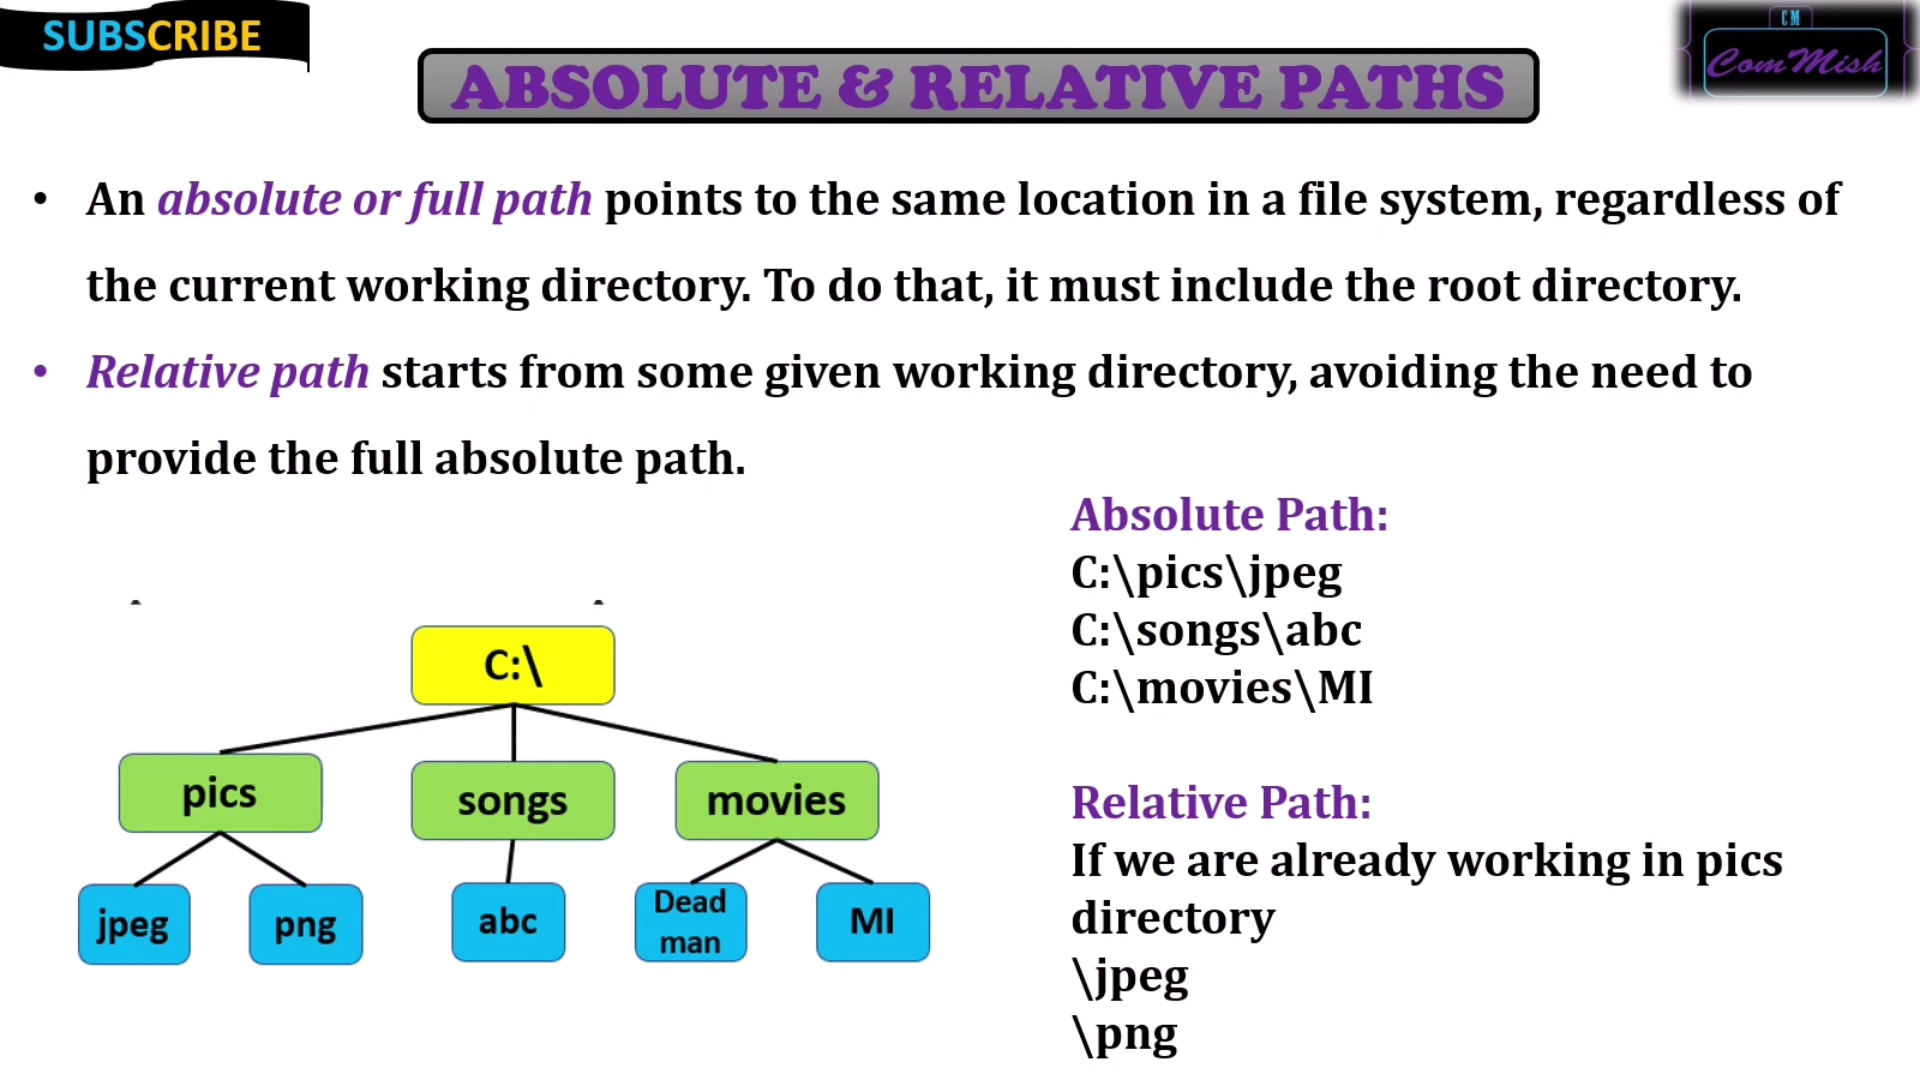 SUBSCRIBE
CM
ComMish
ABSOLUTE & RELATIVE PATHS
• An absolute or full path points to the same location in a file system, regardless of
the current working directory. To do that, it must include the root directory.
• Relative path starts from some given working directory, avoiding the need to
provide the full absolute path.
Absolute Path:
C:\pics\jpeg
C:\songs\abc
C:\movies\MI
Relative Path:
If we are already working in pics
directory
\jpeg
\png
C:\
pics
songs
movies
jpeg
png
abc
Dead
man
MI